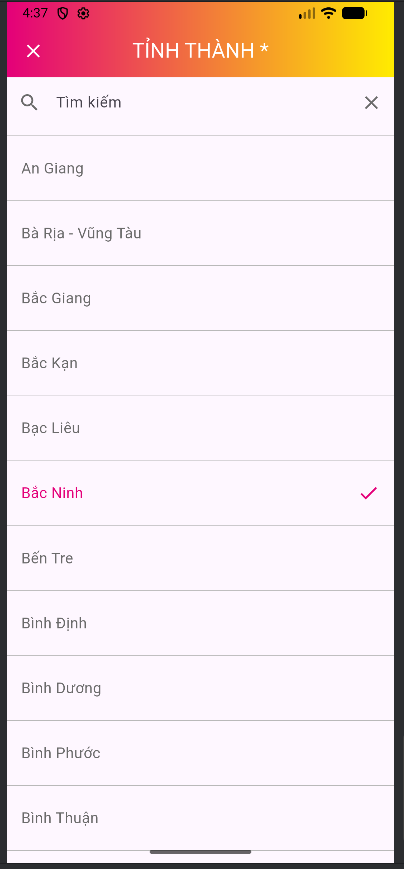 4:37
TỈNH THÀNH *
Tìm kiếm
An Giang
Bà Rịa - Vũng Tàu
Bắc Giang
Bắc Kạn
Bạc Liêu
Bắc Ninh
Bến Tre
Bình Định
Bình Dương
Bình Phước
Bình Thuận